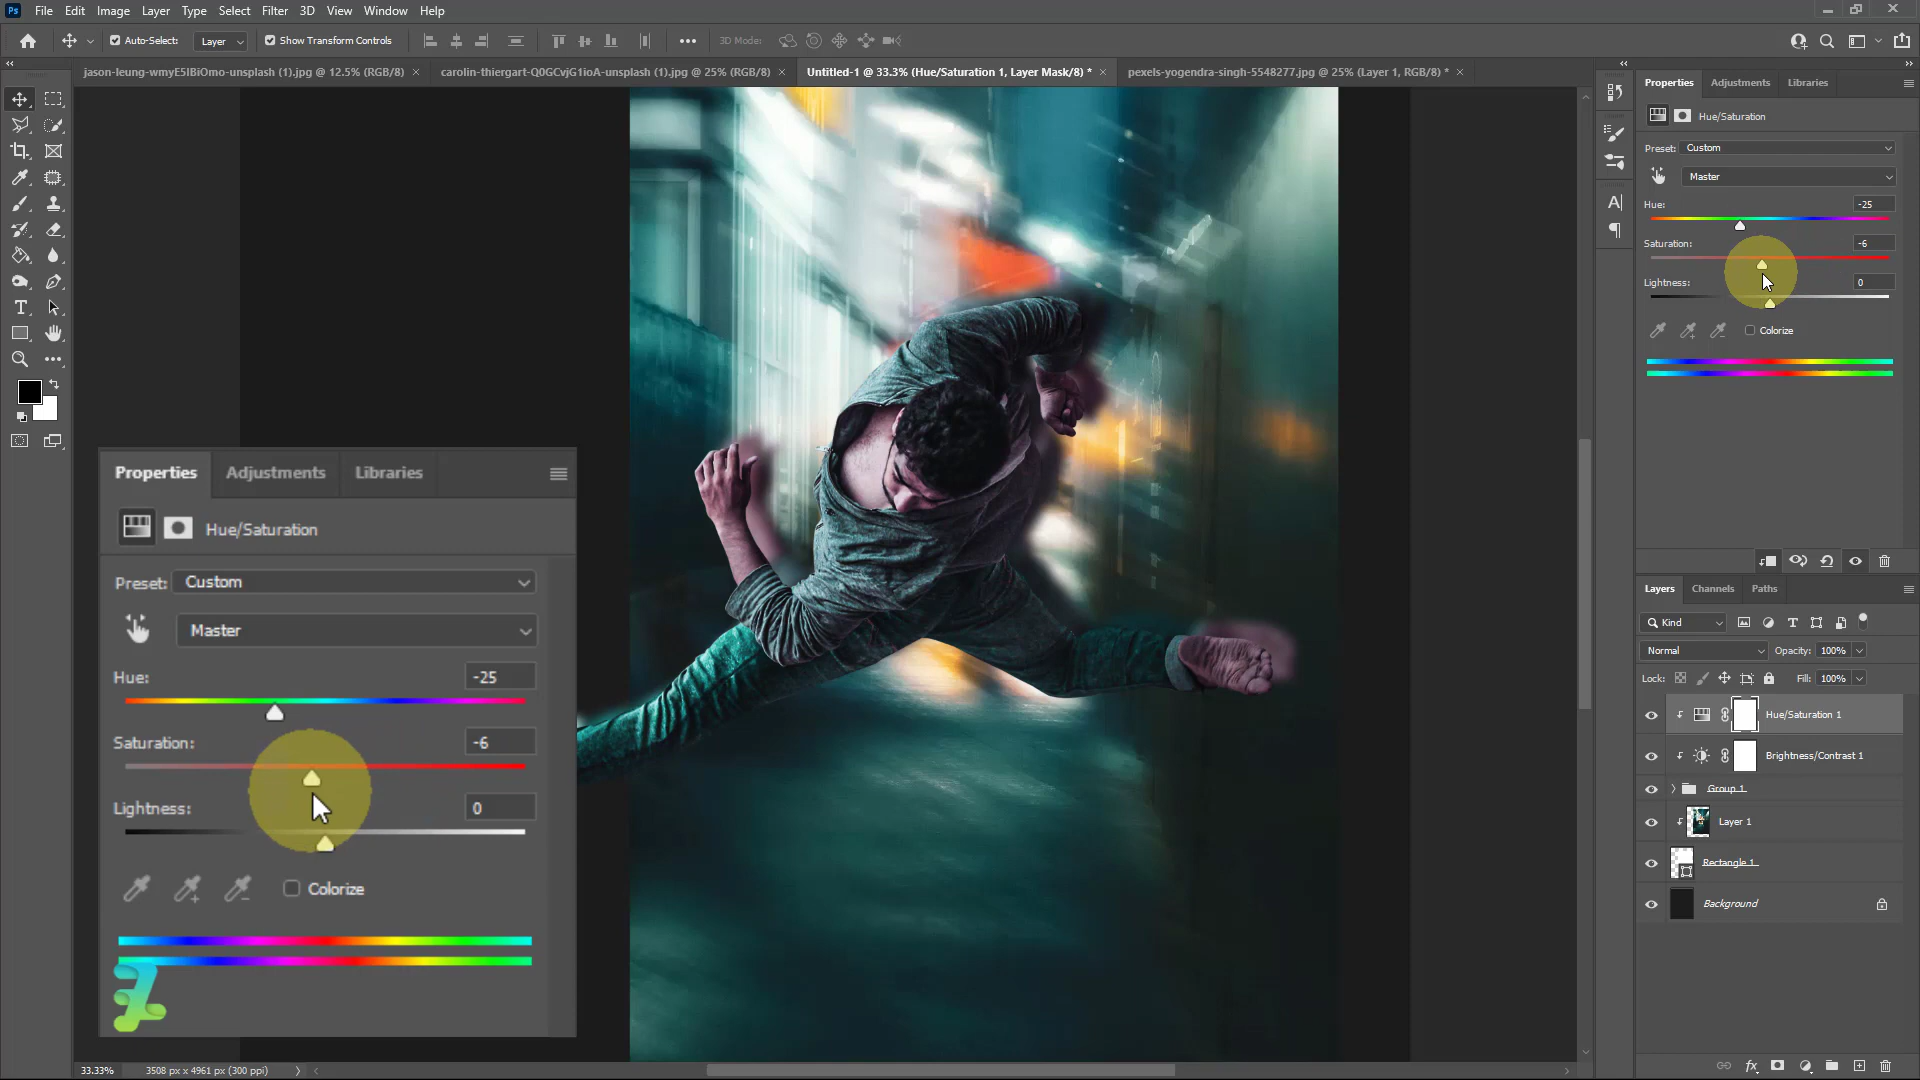 Ps File Edit Image Layer Type Select Filter 3D View Window Help
Auto-Select: Layer Show Transform Controls 3D Mode:
jason-leung-wmyE5IBiOmo-unsplash (1).jpg @ 12.5% (RGB/8) carolin-thiergart-Q0GCvjG1ioA-unsplash (1).jpg @ 25% (RGB/8) Untitled-1 @ 33.3% (Hue/Saturation 1, Layer Mask/8) * pexels-yogendra-singh-5548277.jpg @ 25% (Layer 1, RGB/8) *
Properties Adjustments Libraries
Hue/Saturation
Preset: Custom
Master
Hue: -25
Saturation: -6
Lightness: 0
Colorize
Properties Adjustments Libraries
Hue/Saturation
Preset: Custom
Master
Hue: -25
Saturation: -6
Lightness: 0
Colorize
Layers Channels Paths
Kind
Normal Opacity: 100%
Lock: Fill: 100%
Hue/Saturation 1
Brightness/Contrast 1
Group 1
Layer 1
Rectangle 1
Background
33.33% 3508 px x 4961 px (300 ppi)